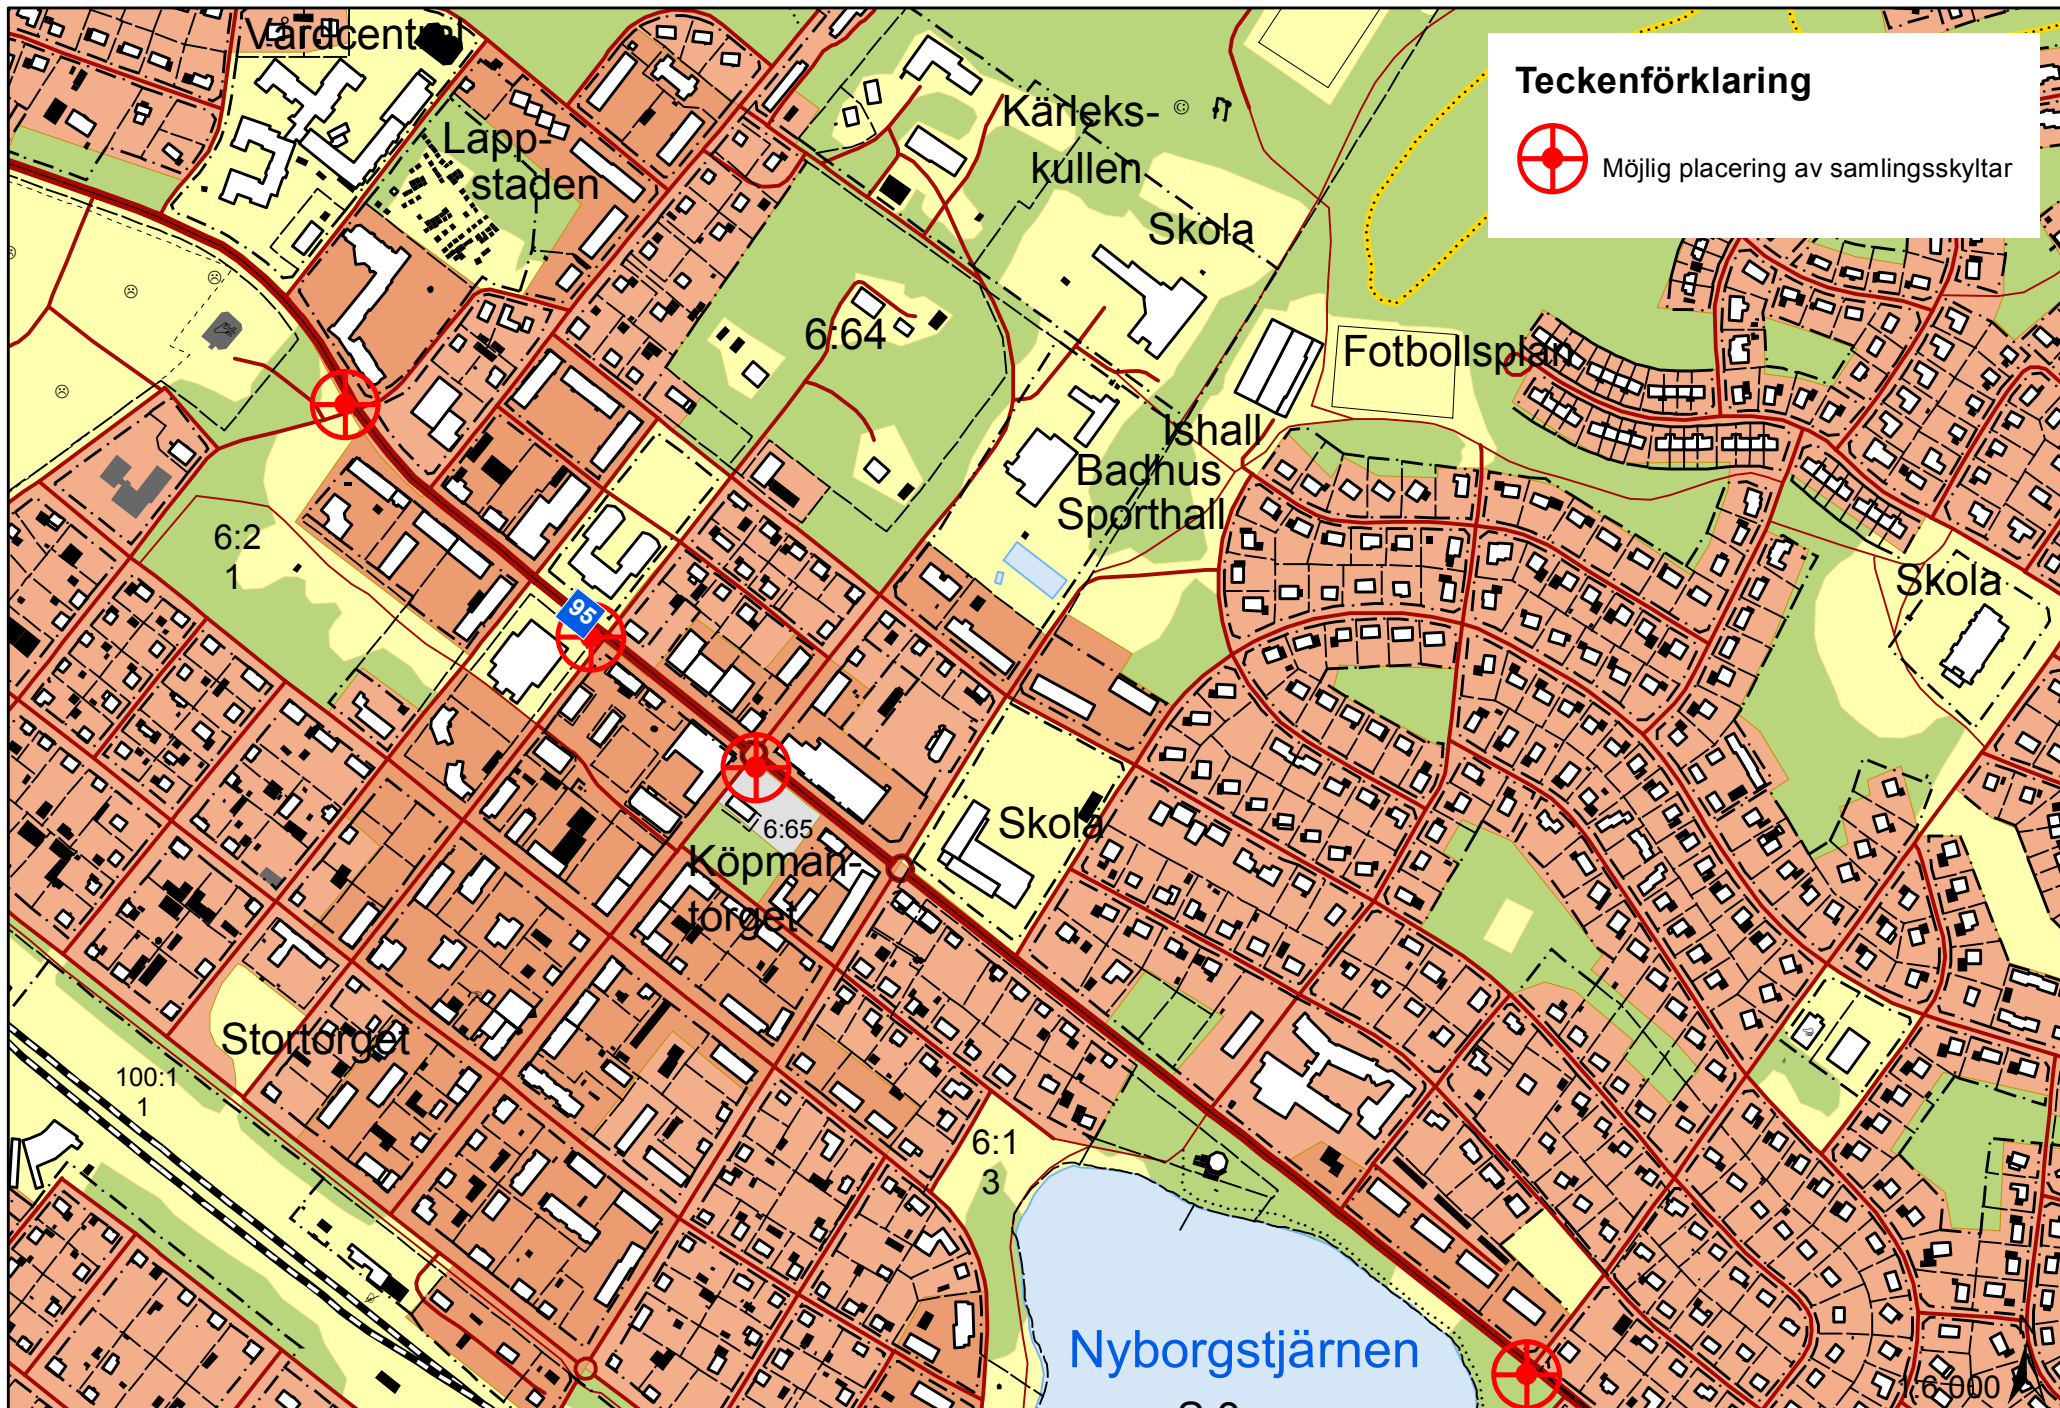 Vårdcentral
Teckenförklaring
Möjlig placering av samlingsskyltar
Kärleks-
kullen
Lapp-
staden
Skola
6:64
Fotbollsplan
Ishall
Badhus
Sporthall
6:2
1
Skola
95
6:65
Skola
Köpman-
torget
Stortorget
100:1
1
6:1
3
Nyborgstjärnen
1:6 000